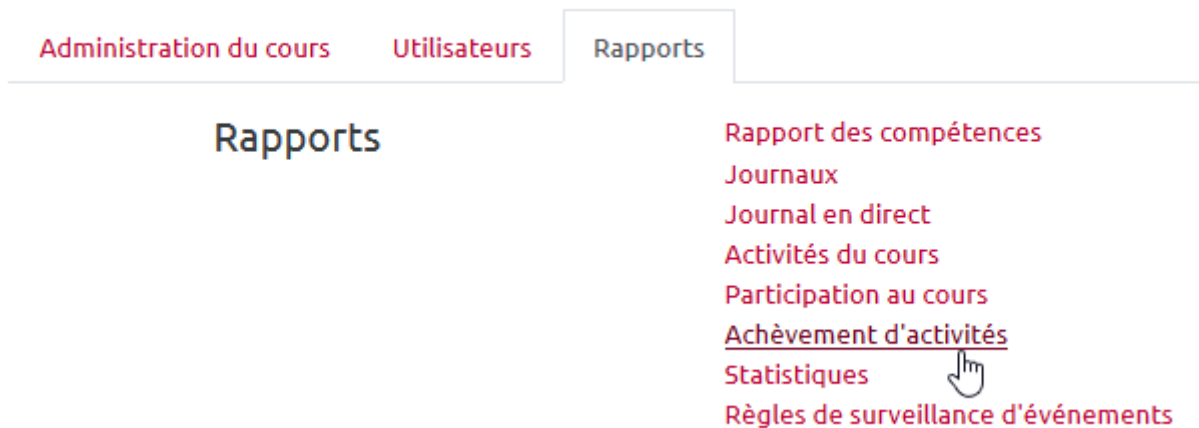 Administration du cours Utilisateurs Rapports
Rapports
Rapport des compétences
Journaux
Journal en direct
Activités du cours
Participation au cours
Achèvement d'activités
Statistiques
Règles de surveillance d'événements